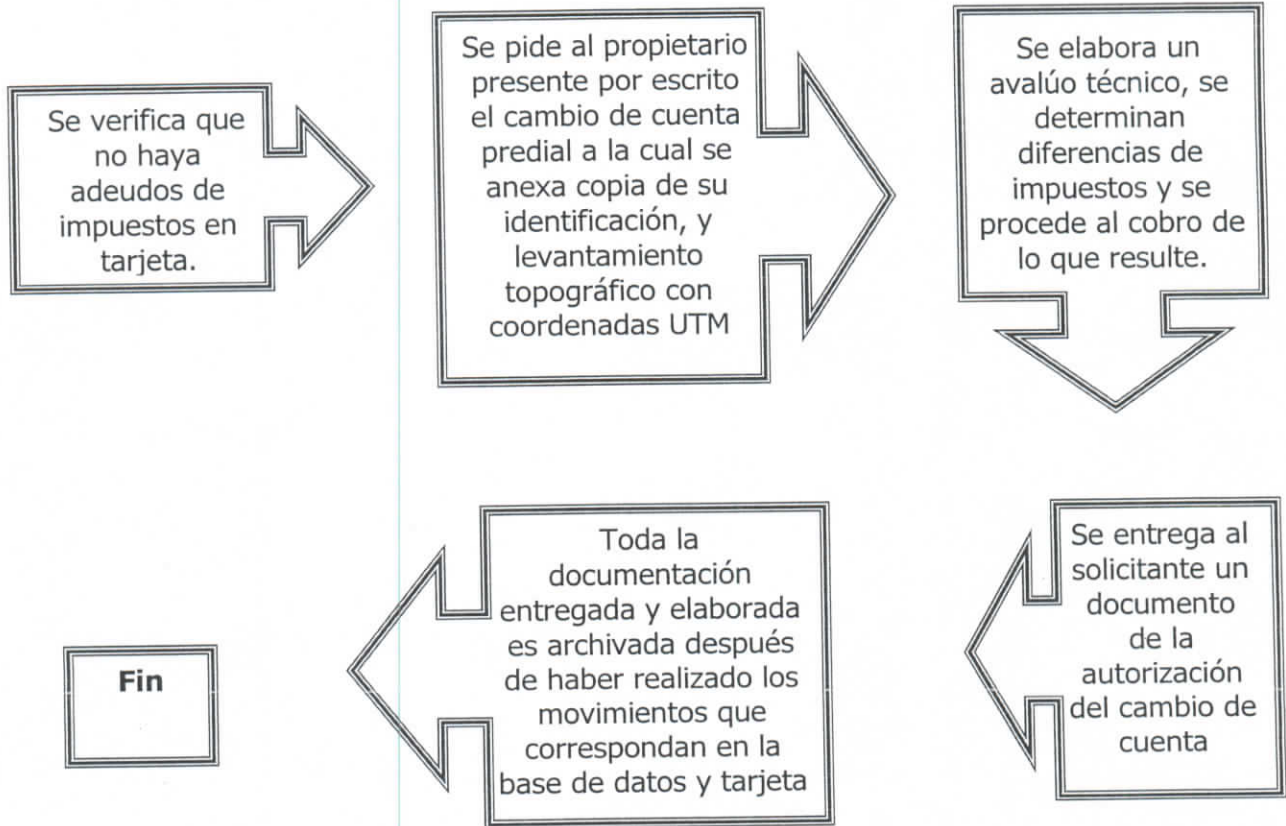 Se verifica que
no haya
adeudos de
impuestos en
tarjeta.
Se pide al propietario
presente por escrito
el cambio de cuenta
predial a la cual se
anexa copia de su
identificación, y
levantamiento
topográfico con
coordenadas UTM
Se elabora un
avalúo técnico, se
determinan
diferencias de
impuestos y se
procede al cobro de
lo que resulte.
Se entrega al
solicitante un
documento
de la
autorización
del cambio de
cuenta
Toda la
documentación
entregada y elaborada
es archivada después
de haber realizado los
movimientos que
correspondan en la
base de datos y tarjeta
Fin